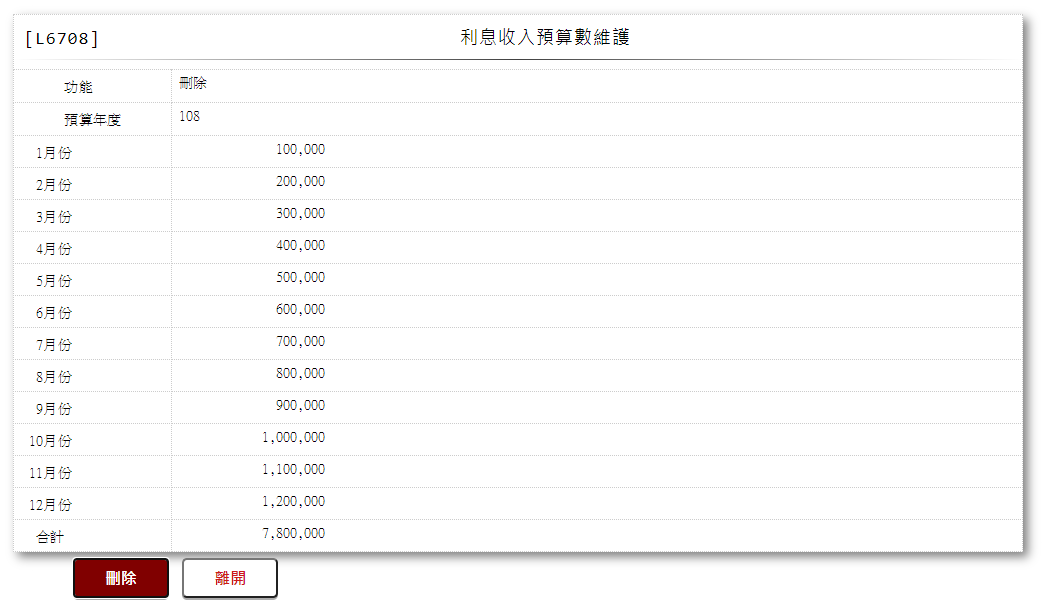 [L6708] 利息收入預算數維護
功能 刪除
預算年度 108
1月份 100,000
2月份 200,000
3月份 300,000
4月份 400,000
5月份 500,000
6月份 600,000
7月份 700,000
8月份 800,000
9月份 900,000
10月份 1,000,000
11月份 1,100,000
12月份 1,200,000
合計 7,800,000
刪除 離開